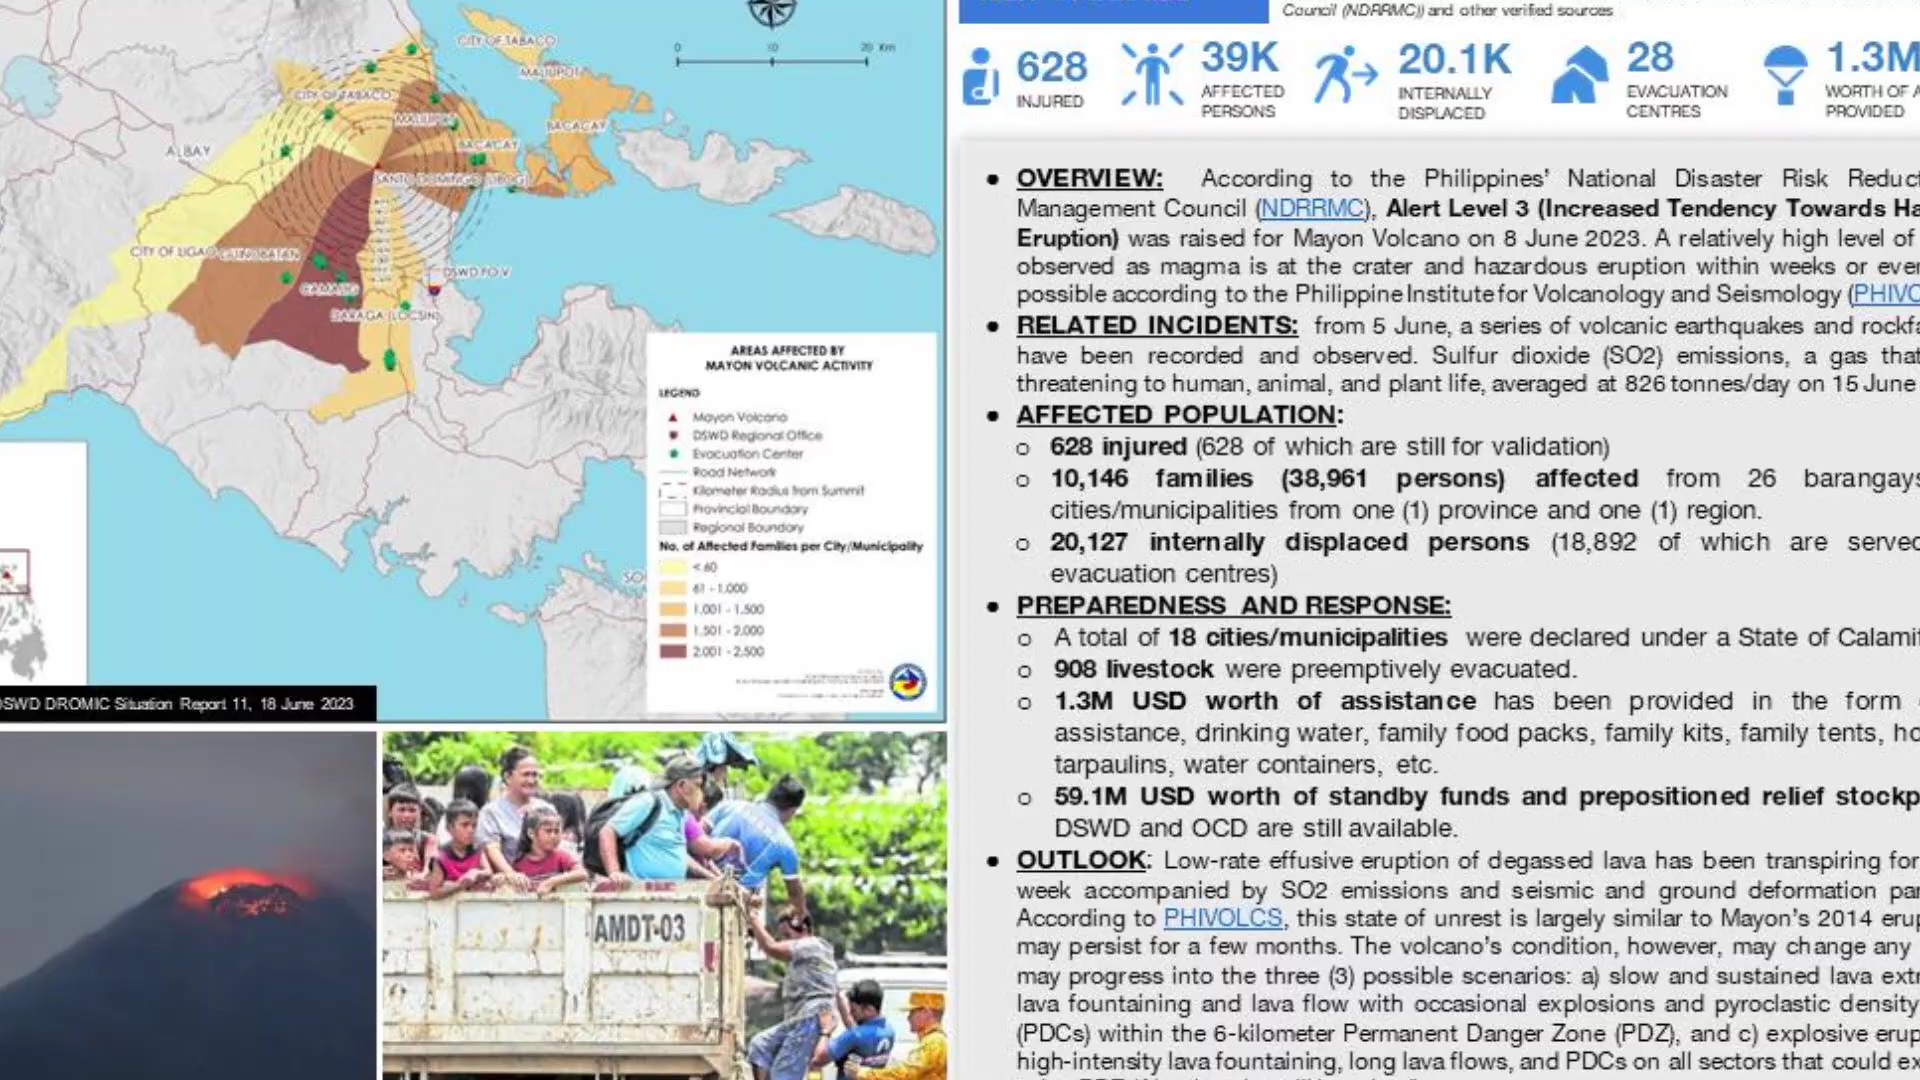 CITY OF TABACO
MALILIPOT
0 10 20 Km
CITY OF TABACO
MALILIPOT
BACACAY
ALBAY
BACACAY
SANTO DOMINGO (LIBOG)
CITY OF LIGAO
GUINOBATAN
DSWD FO V
CAMALIG
DARAGA (LOCSIN)
AREAS AFFECTED BY
MAYON VOLCANIC ACTIVITY
LEGEND
Mayon Volcano
DSWD Regional Office
Evacuation Center
Road Network
Kilometer Radius from Summit
Provincial Boundary
Regional Boundary
No. of Affected Families per City/Municipality
< 60
61 - 1,000
1,001 - 1,500
1,501 - 2,000
2,001 - 2,500
SO
DSWD DROMIC Situation Report 11, 18 June 2023
AMDT-03
Council (NDRRMC)) and other verified sources
628
INJURED
39K
AFFECTED
PERSONS
20.1K
INTERNALLY
DISPLACED
28
EVACUATION
CENTRES
1.3M
WORTH OF A
PROVIDED
● OVERVIEW: According to the Philippines’ National Disaster Risk Reduct
Management Council (NDRRMC), Alert Level 3 (Increased Tendency Towards Ha
Eruption) was raised for Mayon Volcano on 8 June 2023. A relatively high level of
observed as magma is at the crater and hazardous eruption within weeks or ever
possible according to the Philippine Institute for Volcanology and Seismology (PHIVO
● RELATED INCIDENTS: from 5 June, a series of volcanic earthquakes and rockfa
have been recorded and observed. Sulfur dioxide (SO2) emissions, a gas that
threatening to human, animal, and plant life, averaged at 826 tonnes/day on 15 June
● AFFECTED POPULATION:
○ 628 injured (628 of which are still for validation)
○ 10,146 families (38,961 persons) affected from 26 barangays
cities/municipalities from one (1) province and one (1) region.
○ 20,127 internally displaced persons (18,892 of which are served
evacuation centres)
● PREPAREDNESS AND RESPONSE:
○ A total of 18 cities/municipalities were declared under a State of Calamit
○ 908 livestock were preemptively evacuated.
○ 1.3M USD worth of assistance has been provided in the form
assistance, drinking water, family food packs, family kits, family tents, ho
tarpaulins, water containers, etc.
○ 59.1M USD worth of standby funds and prepositioned relief stockp
DSWD and OCD are still available.
● OUTLOOK: Low-rate effusive eruption of degassed lava has been transpiring for
week accompanied by SO2 emissions and seismic and ground deformation par
According to PHIVOLCS, this state of unrest is largely similar to Mayon’s 2014 erup
may persist for a few months. The volcano’s condition, however, may change any
may progress into the three (3) possible scenarios: a) slow and sustained lava extr
lava fountaining and lava flow with occasional explosions and pyroclastic density
(PDCs) within the 6-kilometer Permanent Danger Zone (PDZ), and c) explosive erup
high-intensity lava fountaining, long lava flows, and PDCs on all sectors that could ex